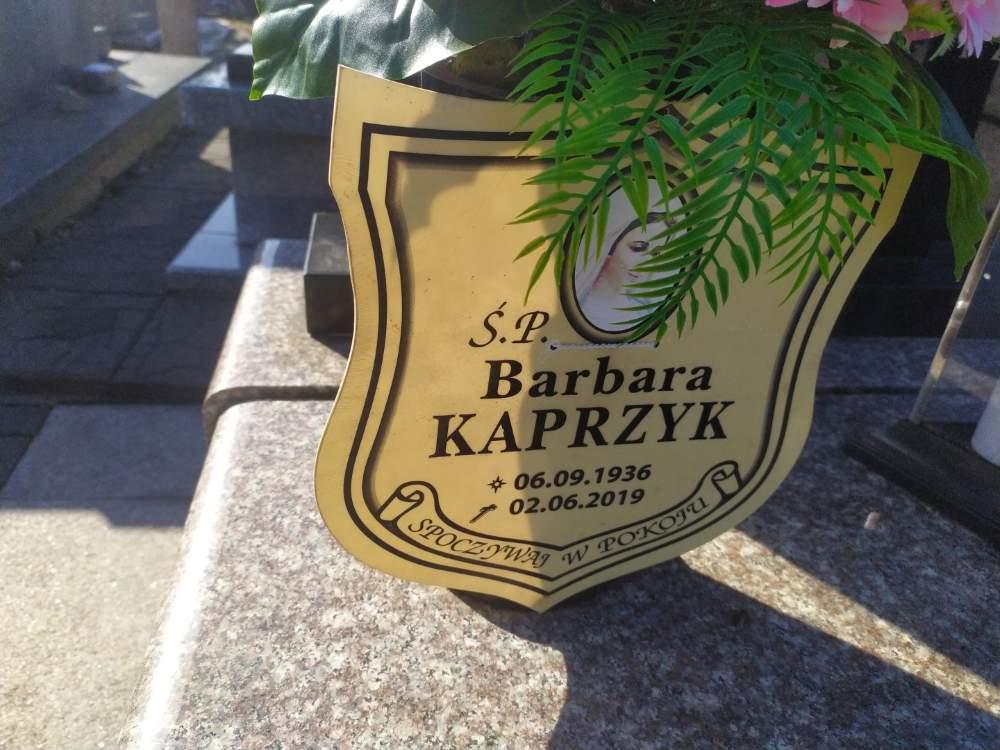 Ś.P.
Barbara
KAPRZYK
06.09.1936
02.06.2019
SPOCZYWAJ W POKOJU